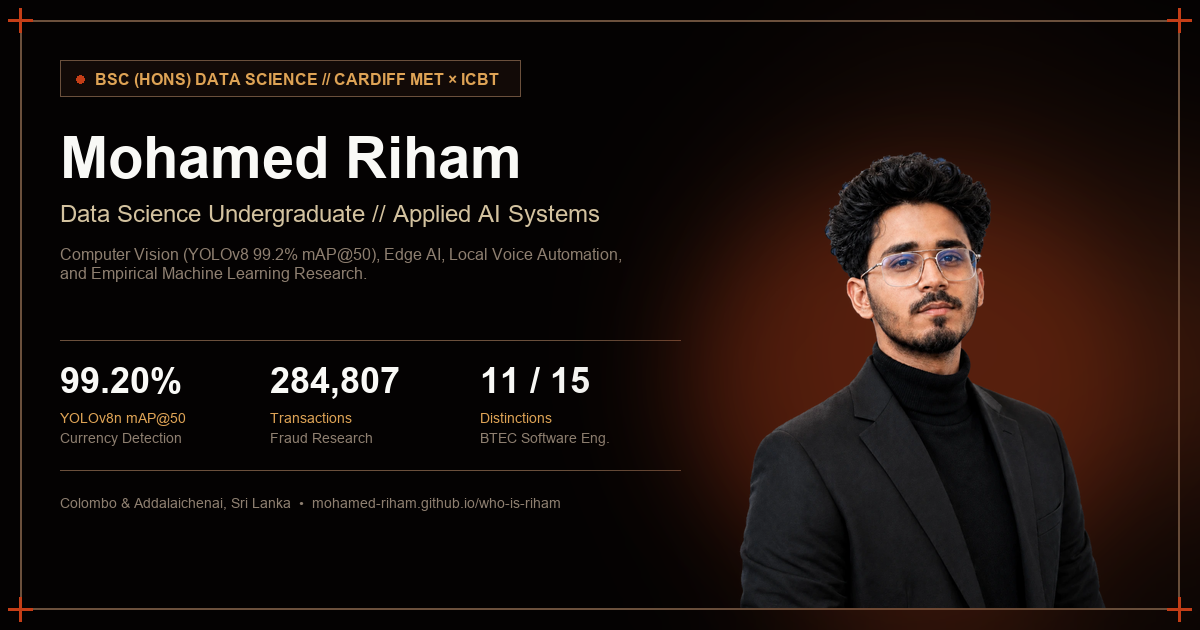 BSC (HONS) DATA SCIENCE // CARDIFF MET × ICBT
Mohamed Riham
Data Science Undergraduate // Applied AI Systems
Computer Vision (YOLOv8 99.2% mAP@50), Edge AI, Local Voice Automation,
and Empirical Machine Learning Research.
99.20%
YOLOv8n mAP@50
Currency Detection
284,807
Transactions
Fraud Research
11 / 15
Distinctions
BTEC Software Eng.
Colombo & Addalaichenai, Sri Lanka • mohamed-riham.github.io/who-is-riham